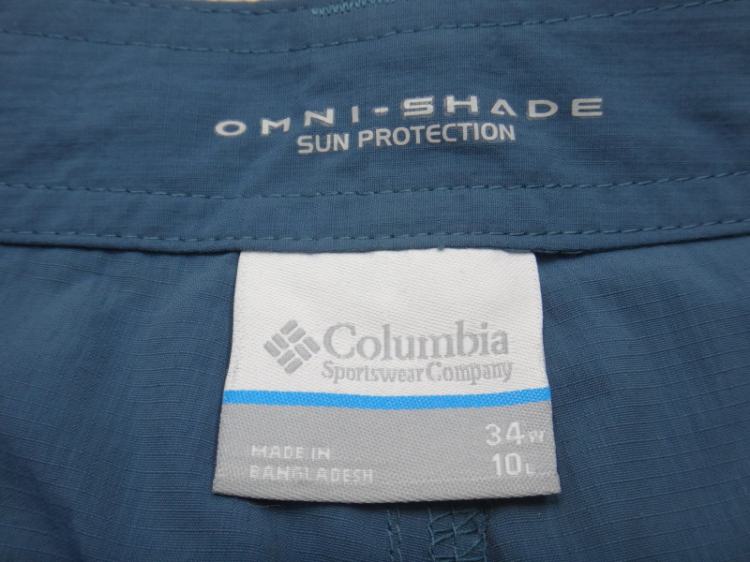 OMNI-SHADE
SUN PROTECTION
Columbia
Sportswear Company
34W
MADE IN
10L
BANGLADESH